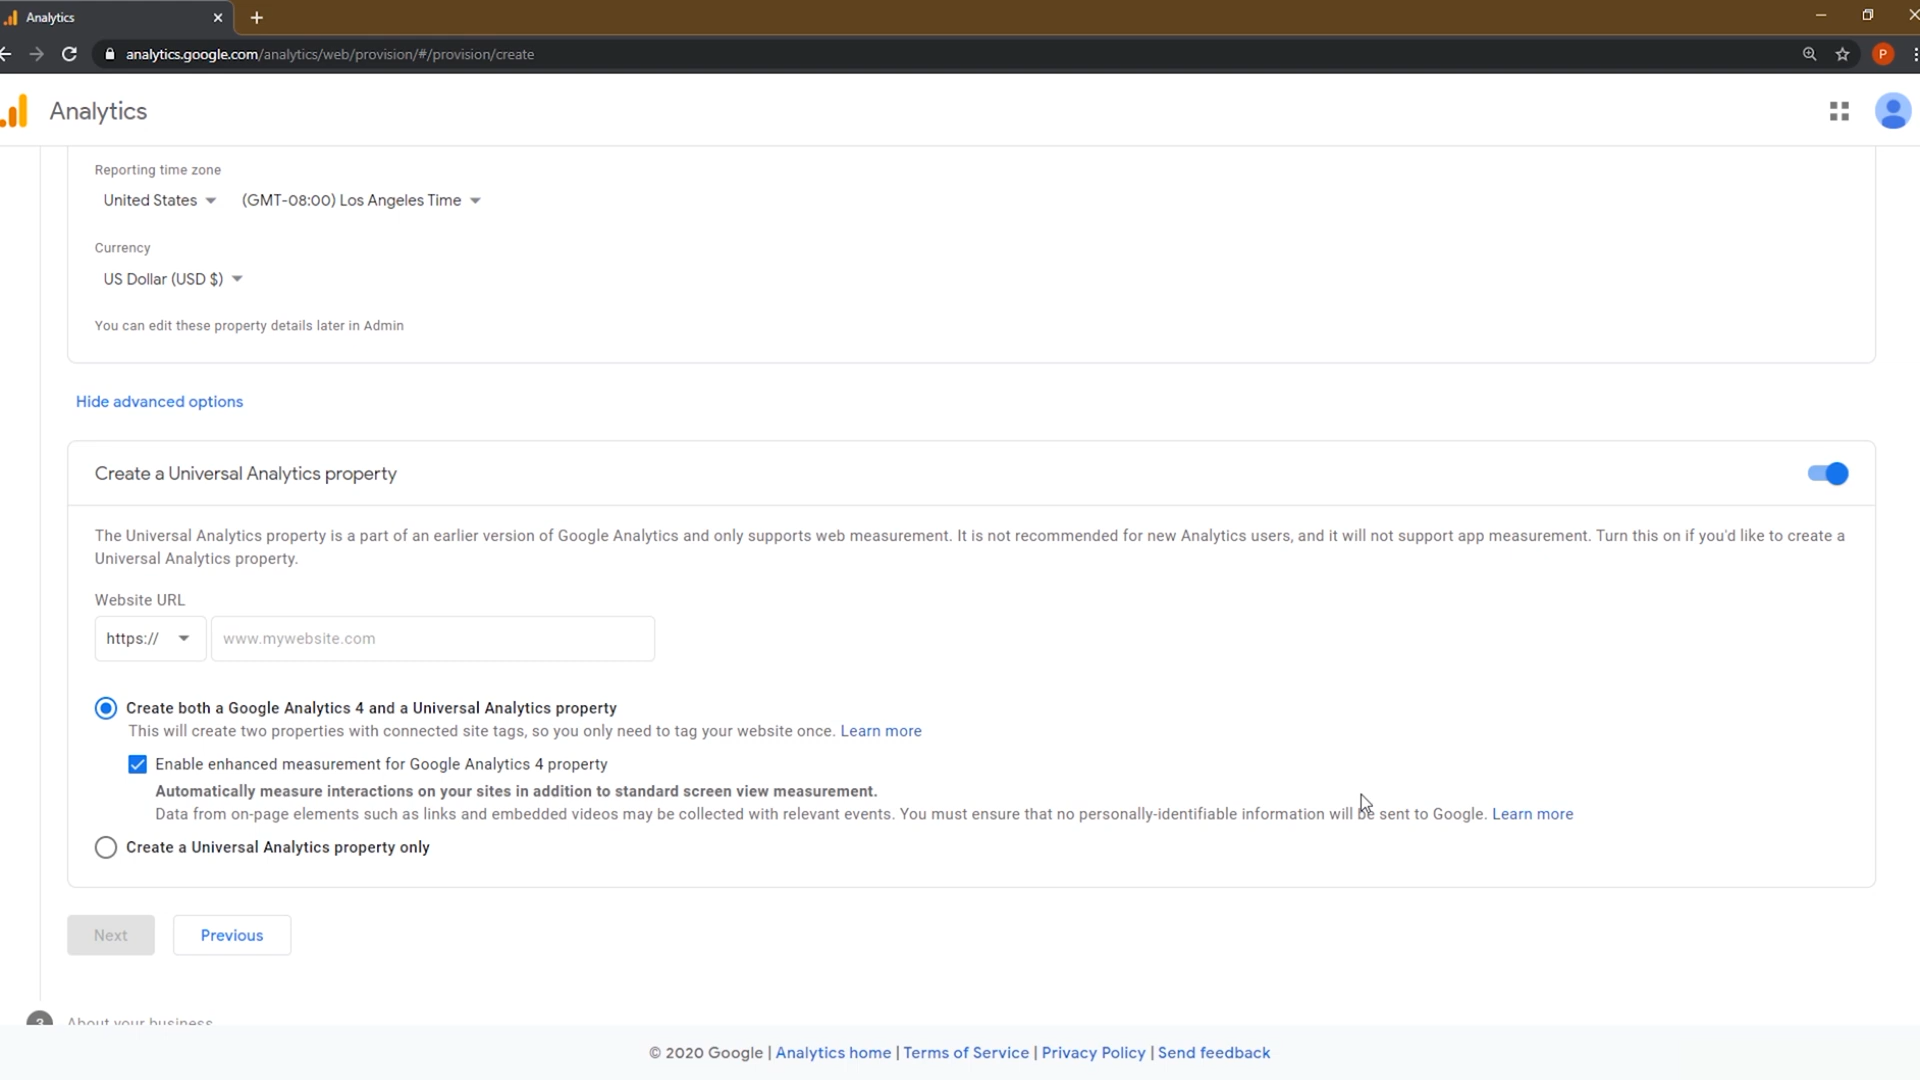 Analytics
analytics.google.com/analytics/web/provision/#/provision/create
P
Analytics
Reporting time zone
United States (GMT-08:00) Los Angeles Time
Currency
US Dollar (USD $)
You can edit these property details later in Admin
Hide advanced options
Create a Universal Analytics property
The Universal Analytics property is a part of an earlier version of Google Analytics and only supports web measurement. It is not recommended for new Analytics users, and it will not support app measurement. Turn this on if you'd like to create a
Universal Analytics property.
Website URL
https:// www.mywebsite.com
Create both a Google Analytics 4 and a Universal Analytics property
This will create two properties with connected site tags, so you only need to tag your website once. Learn more
Enable enhanced measurement for Google Analytics 4 property
Automatically measure interactions on your sites in addition to standard screen view measurement.
Data from on-page elements such as links and embedded videos may be collected with relevant events. You must ensure that no personally-identifiable information will be sent to Google. Learn more
Create a Universal Analytics property only
Next Previous
3 About your business
© 2020 Google | Analytics home | Terms of Service | Privacy Policy | Send feedback